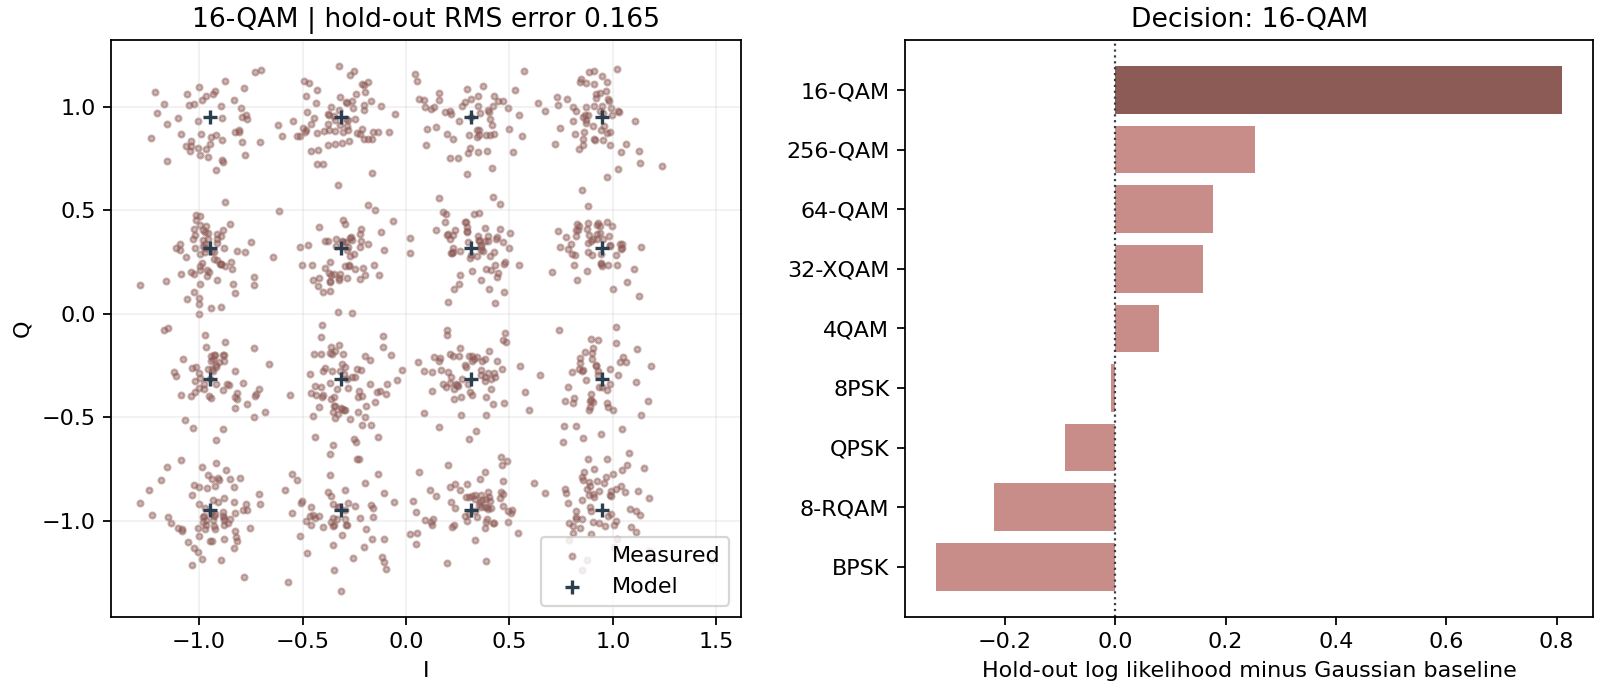 16-QAM | hold-out RMS error 0.165
Q
1.0
0.5
0.0
−0.5
−1.0
−1.0 −0.5 0.0 0.5 1.0 1.5
I
Measured
Model
Decision: 16-QAM
16-QAM
256-QAM
64-QAM
32-XQAM
4QAM
8PSK
QPSK
8-RQAM
BPSK
−0.2 0.0 0.2 0.4 0.6 0.8
Hold-out log likelihood minus Gaussian baseline